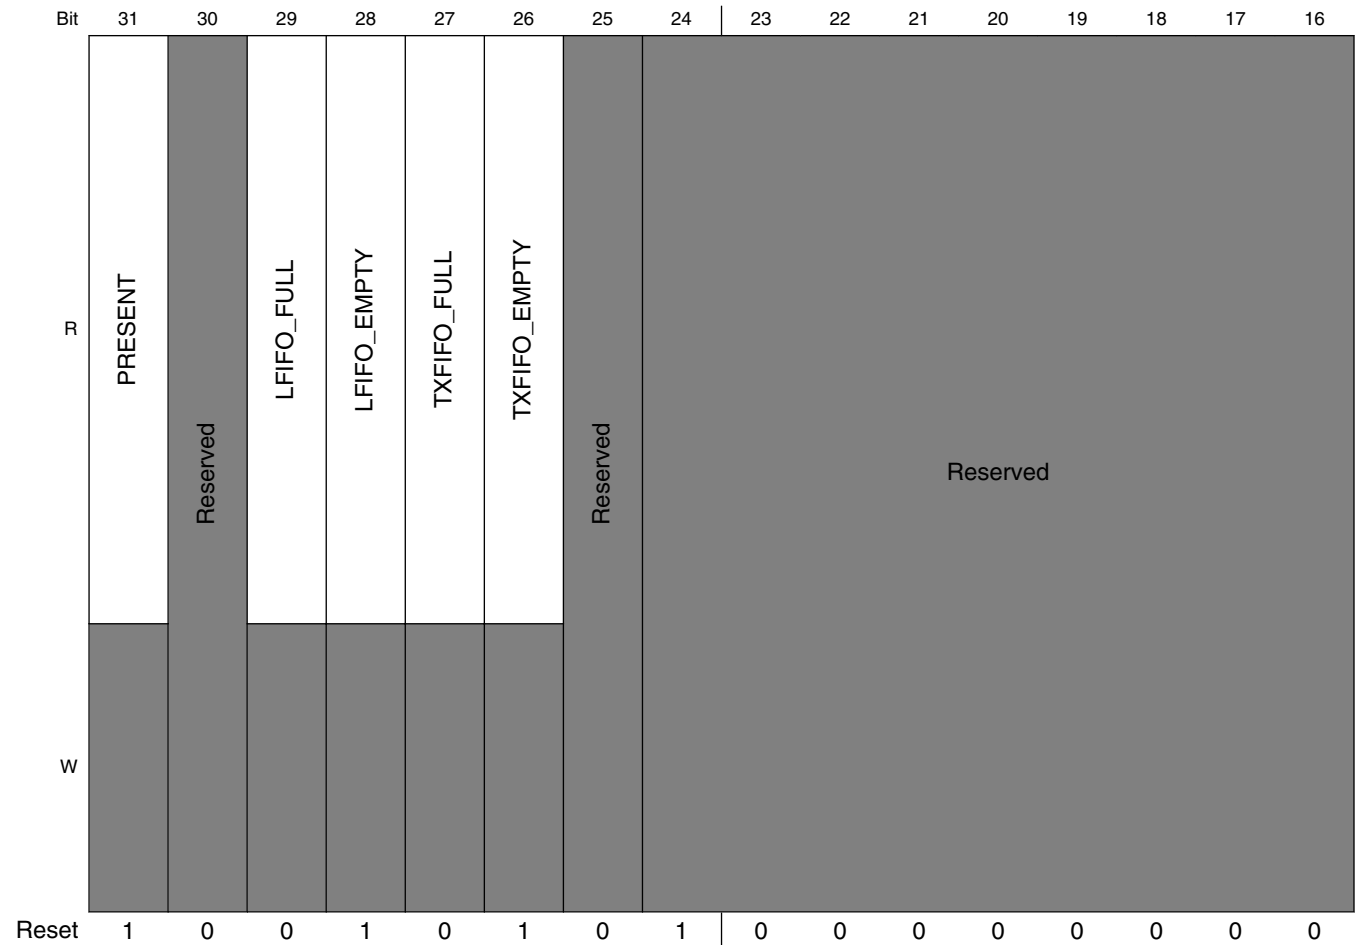 Bit 31 30 29 28 27 26 25 24 23 22 21 20 19 18 17 16
R
PRESENT
Reserved
LFIFO_FULL
LFIFO_EMPTY
TXFIFO_FULL
TXFIFO_EMPTY
Reserved
Reserved
W
Reset 1 0 0 1 0 1 0 1 0 0 0 0 0 0 0 0